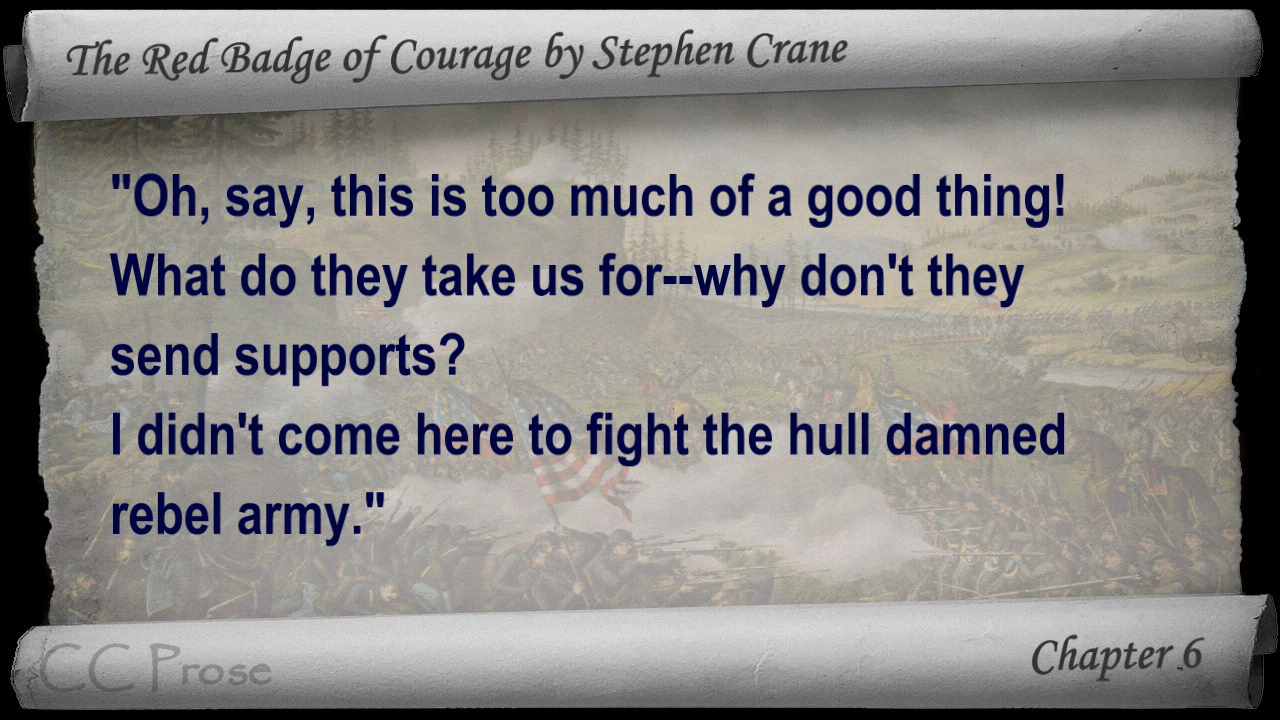 The Red Badge of Courage by Stephen Crane
"Oh, say, this is too much of a good thing!
What do they take us for--why don't they
send supports?
I didn't come here to fight the hull damned
rebel army."
CC Prose
Chapter 6